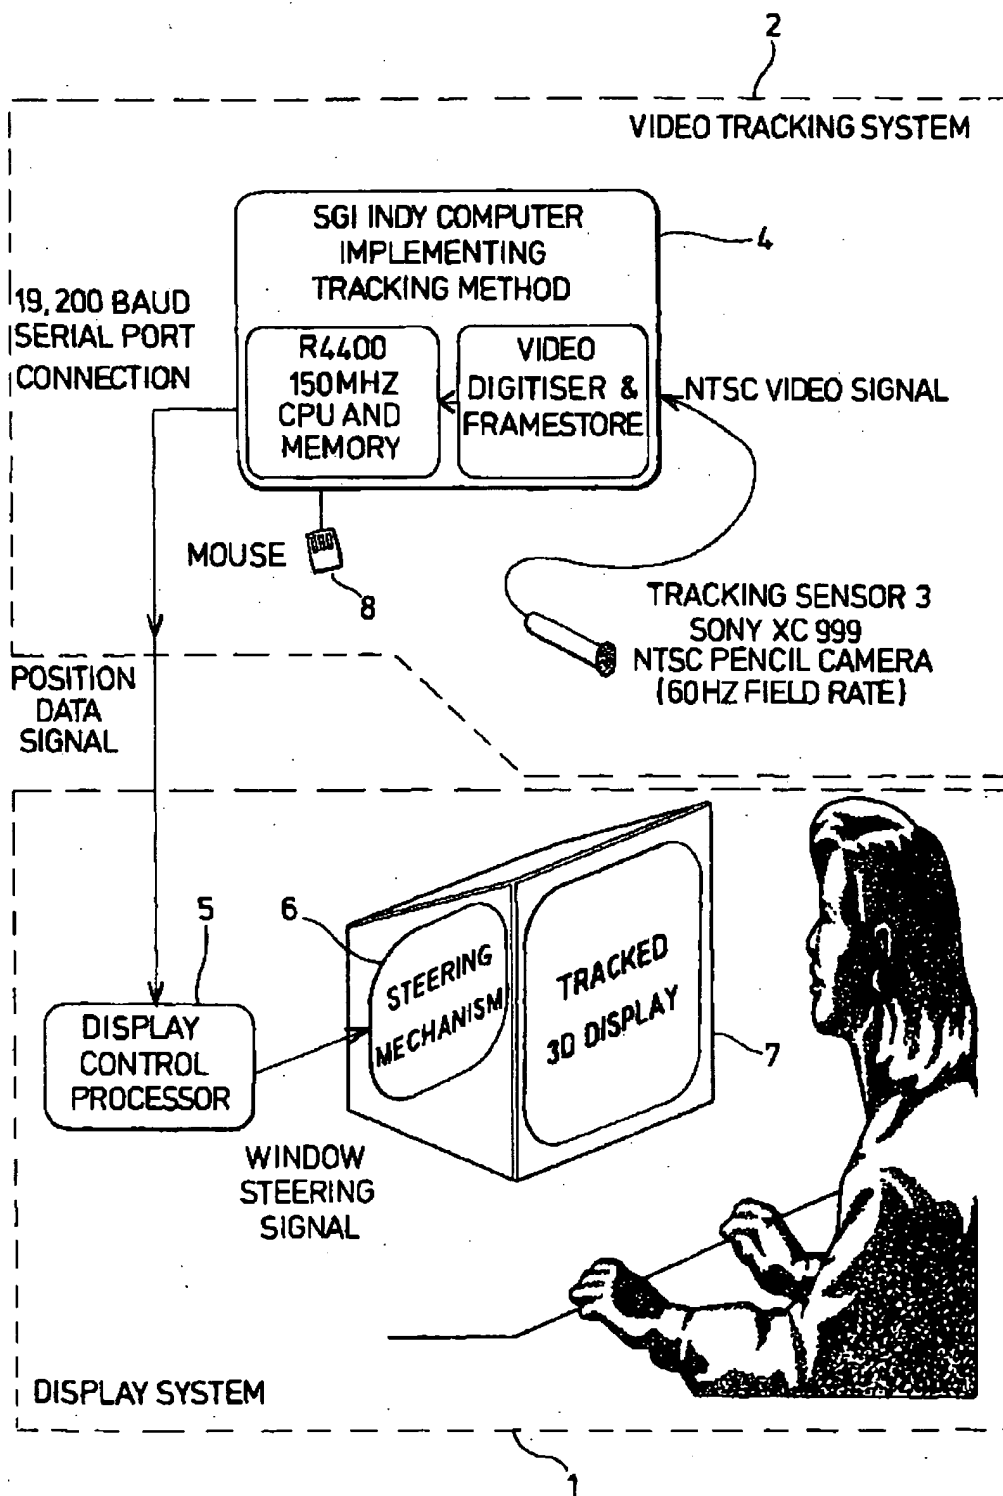 2
VIDEO TRACKING SYSTEM
SGI INDY COMPUTER
IMPLEMENTING
TRACKING METHOD
4
19,200 BAUD
SERIAL PORT
CONNECTION
R4400
150MHZ
CPU AND
MEMORY
VIDEO
DIGITISER &
FRAMESTORE
NTSC VIDEO SIGNAL
MOUSE
8
TRACKING SENSOR 3
SONY XC 999
NTSC PENCIL CAMERA
(60HZ FIELD RATE)
POSITION
DATA
SIGNAL
5
6
STEERING
MECHANISM
TRACKED
3D DISPLAY
7
DISPLAY
CONTROL
PROCESSOR
WINDOW
STEERING
SIGNAL
DISPLAY SYSTEM
1